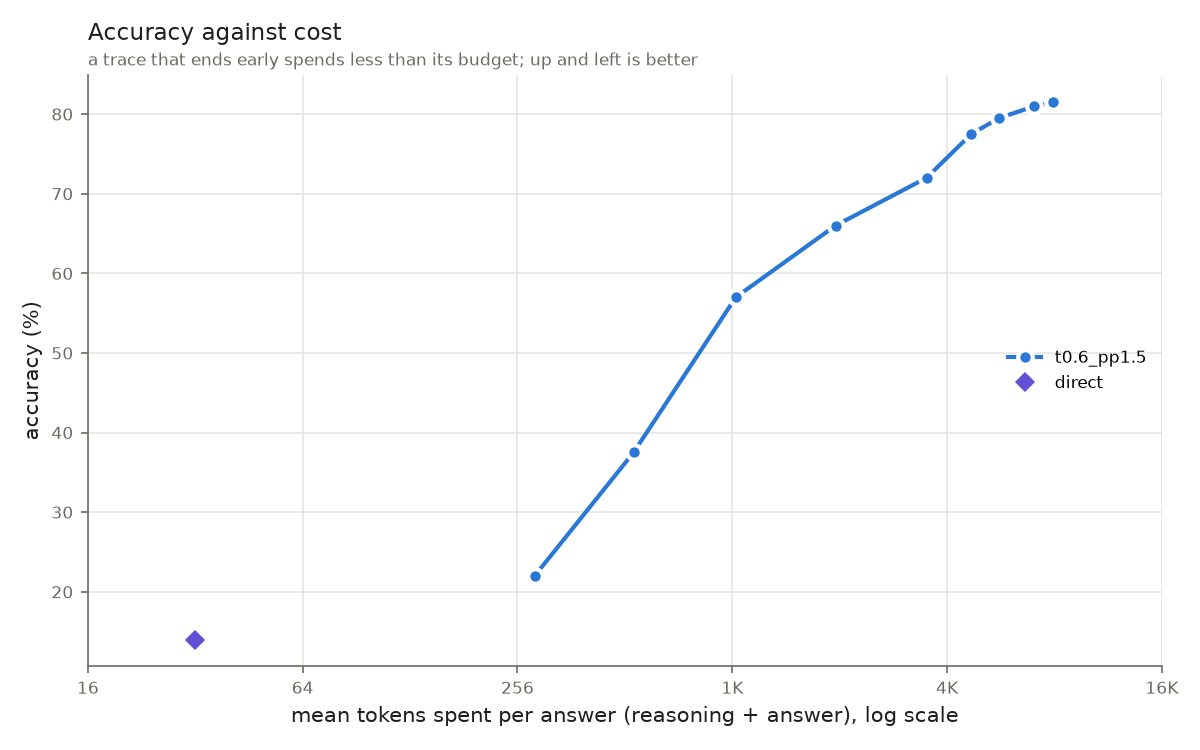 Accuracy against cost
a trace that ends early spends less than its budget; up and left is better
accuracy (%)
80
70
60
50
40
30
20
t0.6_pp1.5
direct
16
64
256
1K
4K
16K
mean tokens spent per answer (reasoning + answer), log scale